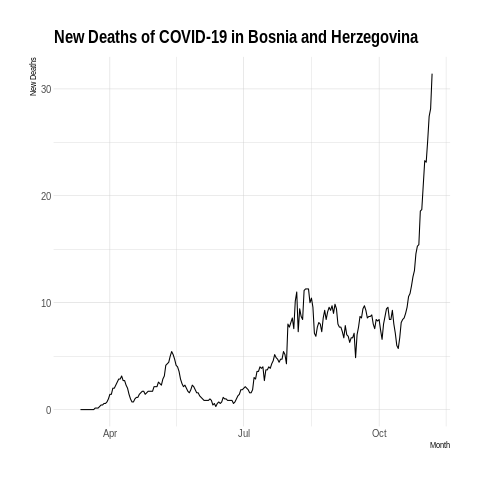 New Deaths of COVID-19 in Bosnia and Herzegovina
New Deaths
30
20
10
0
Apr
Jul
Oct
Month